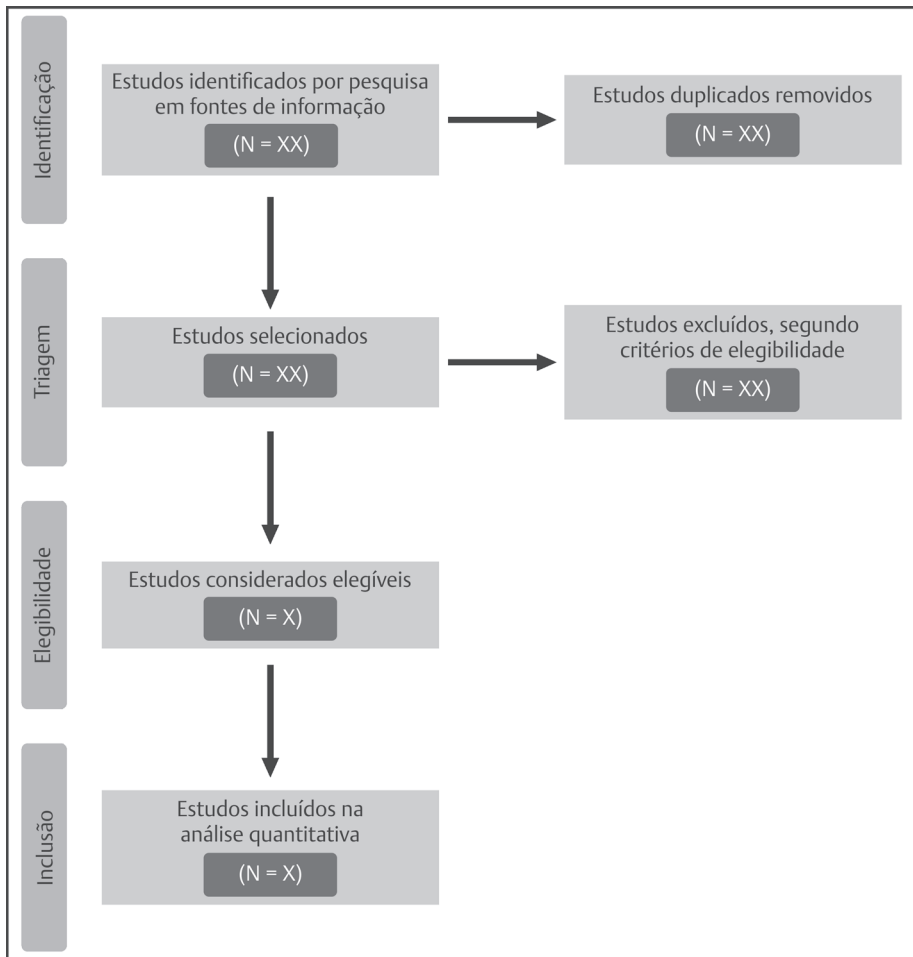 Identificação
Estudos identificados por pesquisa
em fontes de informação
(N = XX)
Estudos duplicados removidos
(N = XX)
Triagem
Estudos selecionados
(N = XX)
Estudos excluídos, segundo
critérios de elegibilidade
(N = XX)
Elegibilidade
Estudos considerados elegíveis
(N = X)
Inclusão
Estudos incluídos na
análise quantitativa
(N = X)